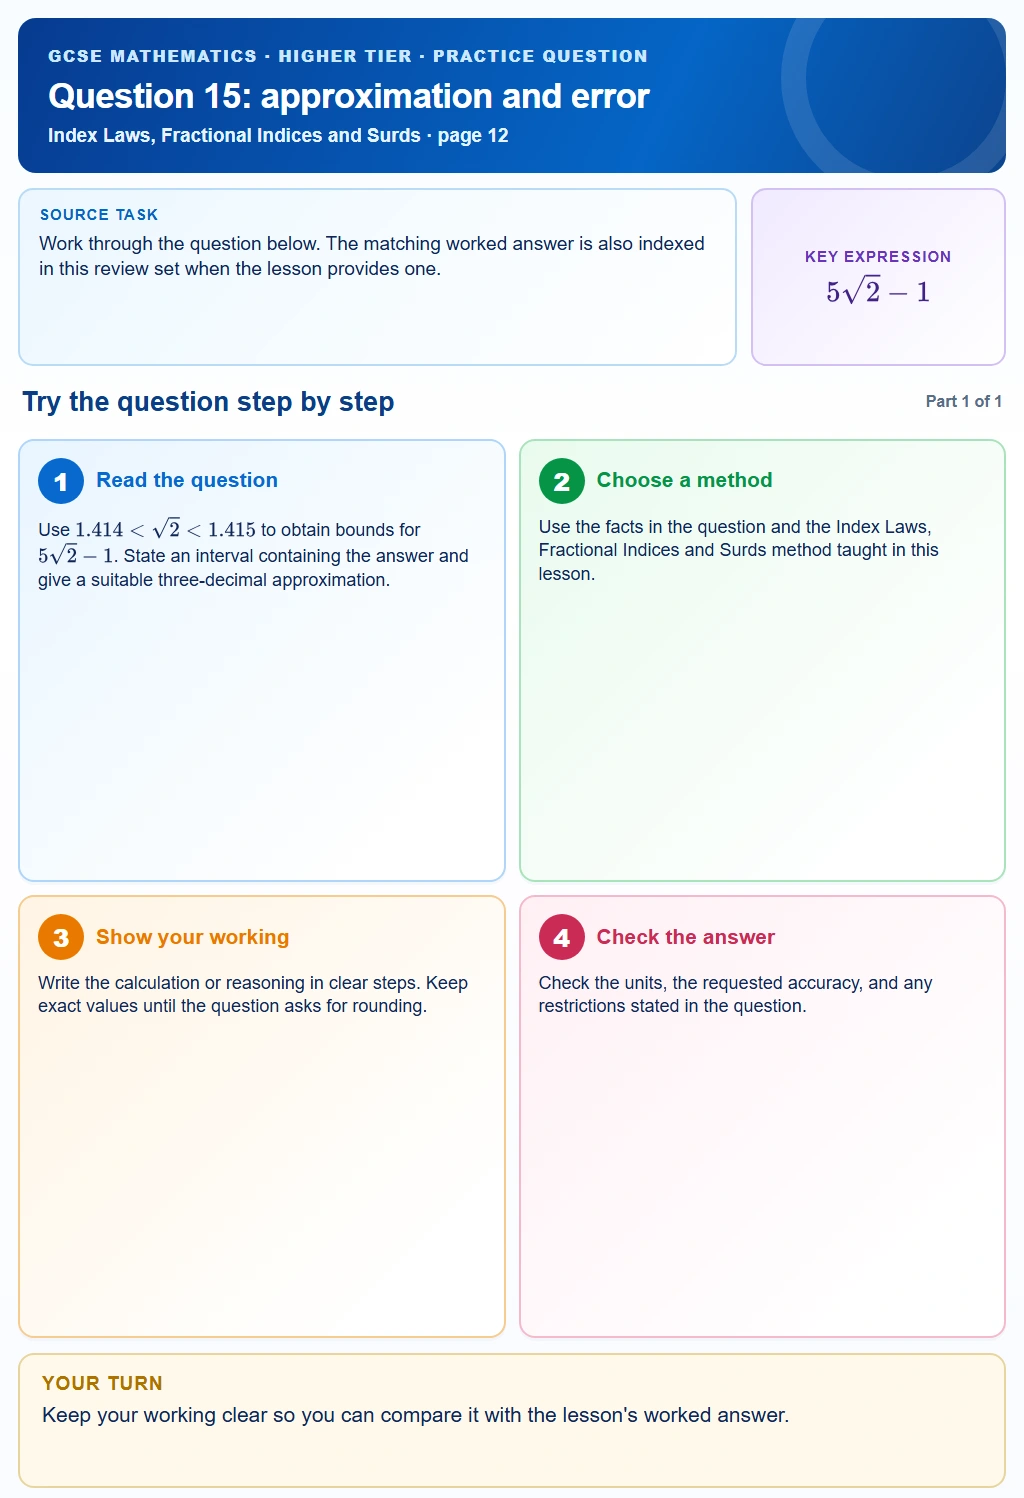 GCSE MATHEMATICS · HIGHER TIER · PRACTICE QUESTION
Question 15: approximation and error
Index Laws, Fractional Indices and Surds · page 12
SOURCE TASK
Work through the question below. The matching worked answer is also indexed
in this review set when the lesson provides one.
KEY EXPRESSION
5√2 − 1
Try the question step by step
Part 1 of 1
1 Read the question
Use 1.414 < √2 < 1.415 to obtain bounds for
5√2 − 1. State an interval containing the answer and
give a suitable three-decimal approximation.
2 Choose a method
Use the facts in the question and the Index Laws,
Fractional Indices and Surds method taught in this
lesson.
3 Show your working
Write the calculation or reasoning in clear steps. Keep
exact values until the question asks for rounding.
4 Check the answer
Check the units, the requested accuracy, and any
restrictions stated in the question.
YOUR TURN
Keep your working clear so you can compare it with the lesson's worked answer.